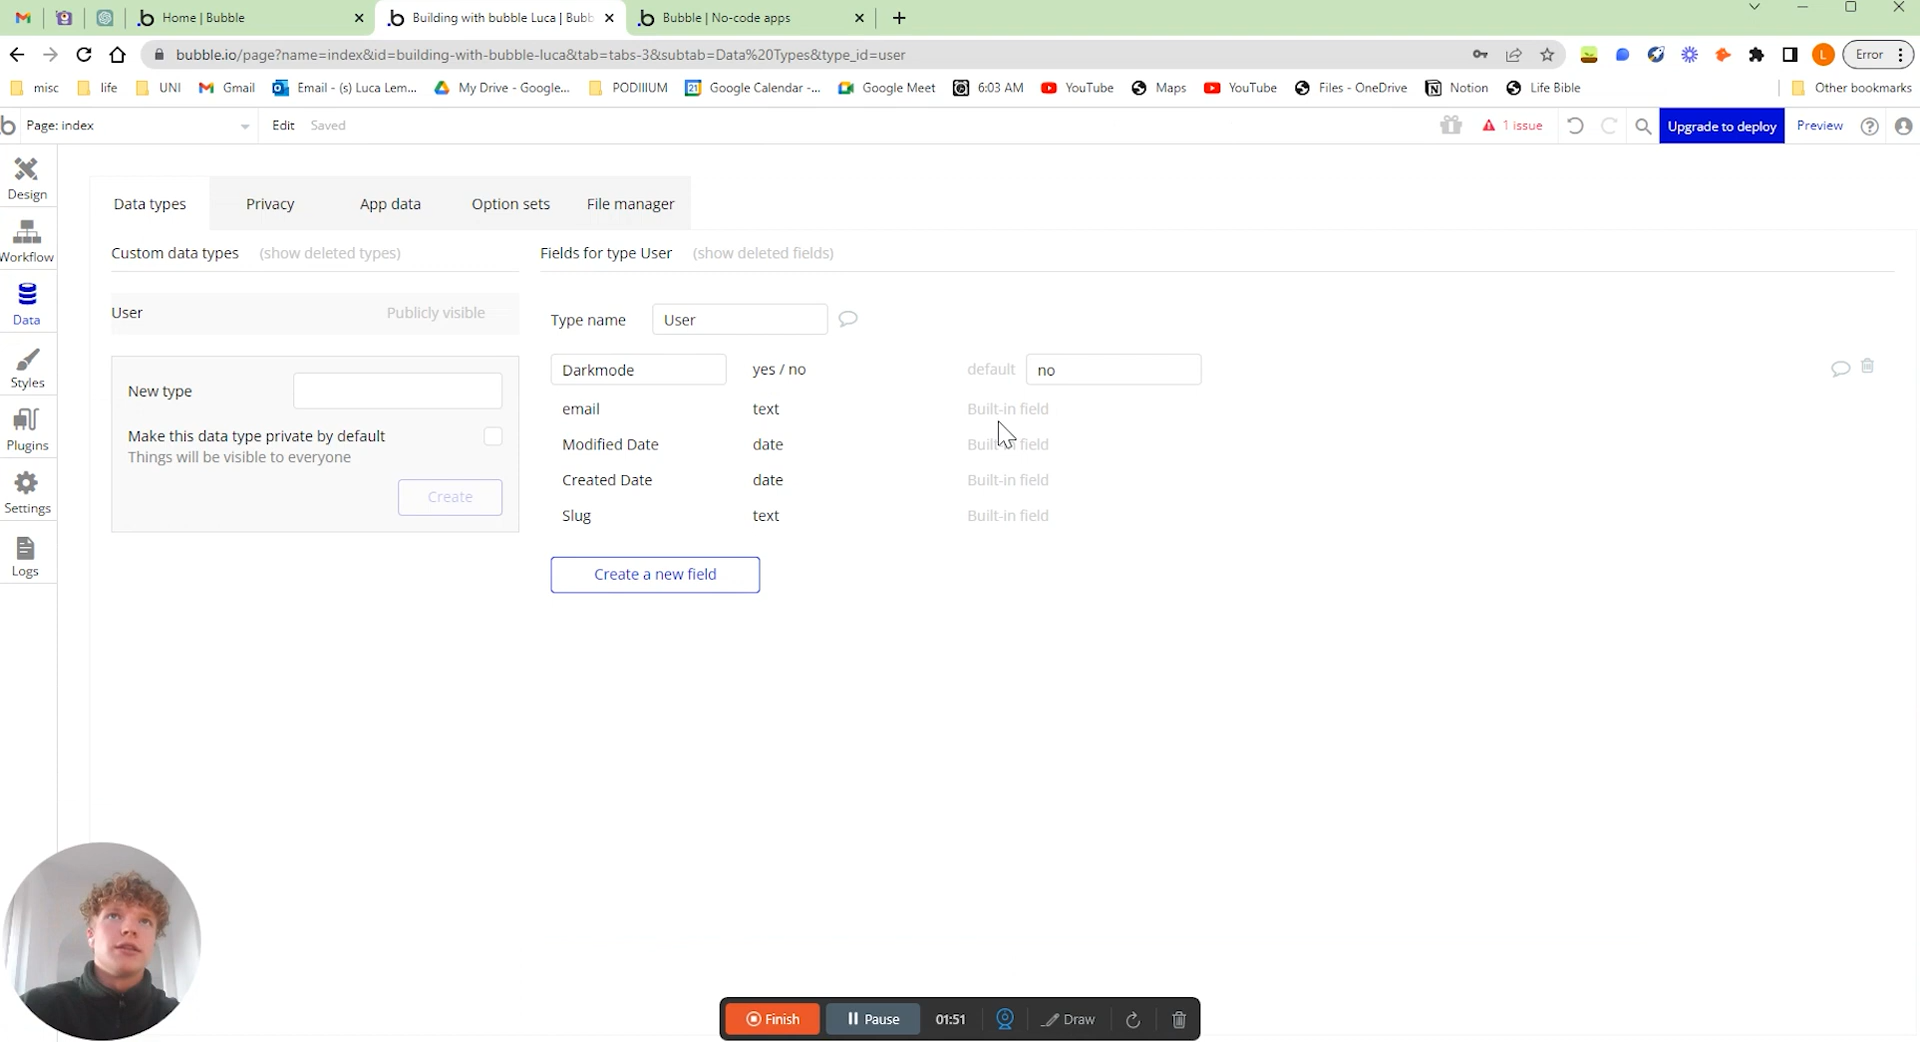 Home | Bubble
Building with bubble Luca | Bubb
Bubble | No-code apps
bubble.io/page?name=index&id=building-with-bubble-luca&tab=tabs-3&subtab=Data%20Types&type_id=user
L
Error
misc
life
UNI
Gmail
Email - (s) Luca Lem...
My Drive - Google...
PODIIIUM
Google Calendar -...
Google Meet
6:03 AM
YouTube
Maps
YouTube
Files - OneDrive
Notion
Life Bible
Other bookmarks
Page: index
Edit
Saved
1 issue
Upgrade to deploy
Preview
Design
Workflow
Data
Styles
Plugins
Settings
Logs
Data types
Privacy
App data
Option sets
File manager
Custom data types (show deleted types)
User Publicly visible
New type
Make this data type private by default
Things will be visible to everyone
Create
Fields for type User (show deleted fields)
Type name User
Darkmode yes / no default no
email text Built-in field
Modified Date date Built-in field
Created Date date Built-in field
Slug text Built-in field
Create a new field
Finish
Pause
01:51
Draw